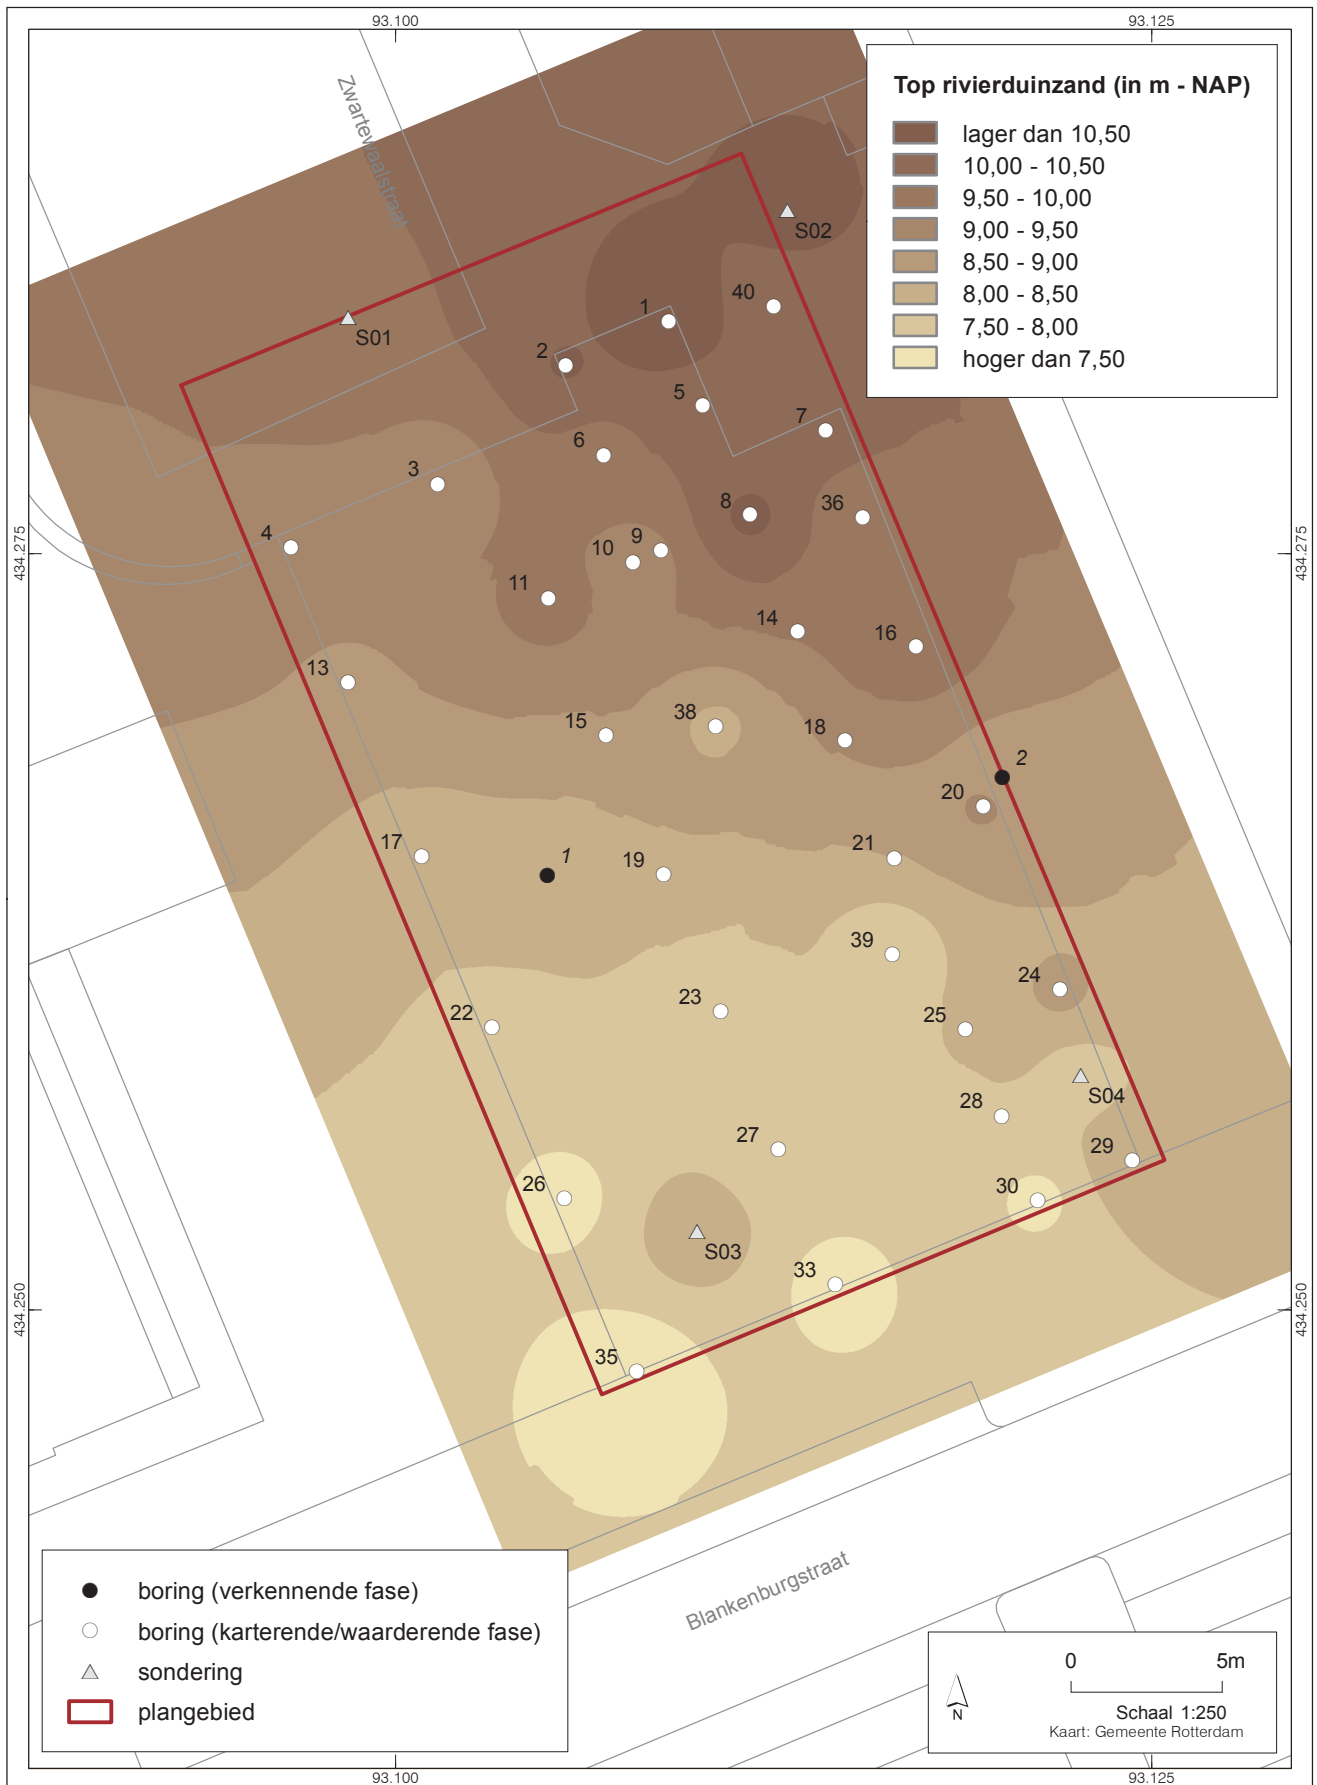 93.100
93.125
Zwartewaalstraat
Top rivierduinzand (in m - NAP)
lager dan 10,50
10,00 - 10,50
9,50 - 10,00
9,00 - 9,50
8,50 - 9,00
8,00 - 8,50
7,50 - 8,00
hoger dan 7,50
S02
40
1
S01
2
5
7
6
3
8
36
434.275
4
10
9
434.275
11
14
16
13
15
38
18
2
20
17
1
19
21
39
24
22
23
25
S04
28
27
29
26
30
S03
33
434.250
434.250
35
Blankenburgstraat
boring (verkennende fase)
boring (karterende/waarderende fase)
sondering
plangebied
0 5m
N
Schaal 1:250
Kaart: Gemeente Rotterdam
93.100
93.125